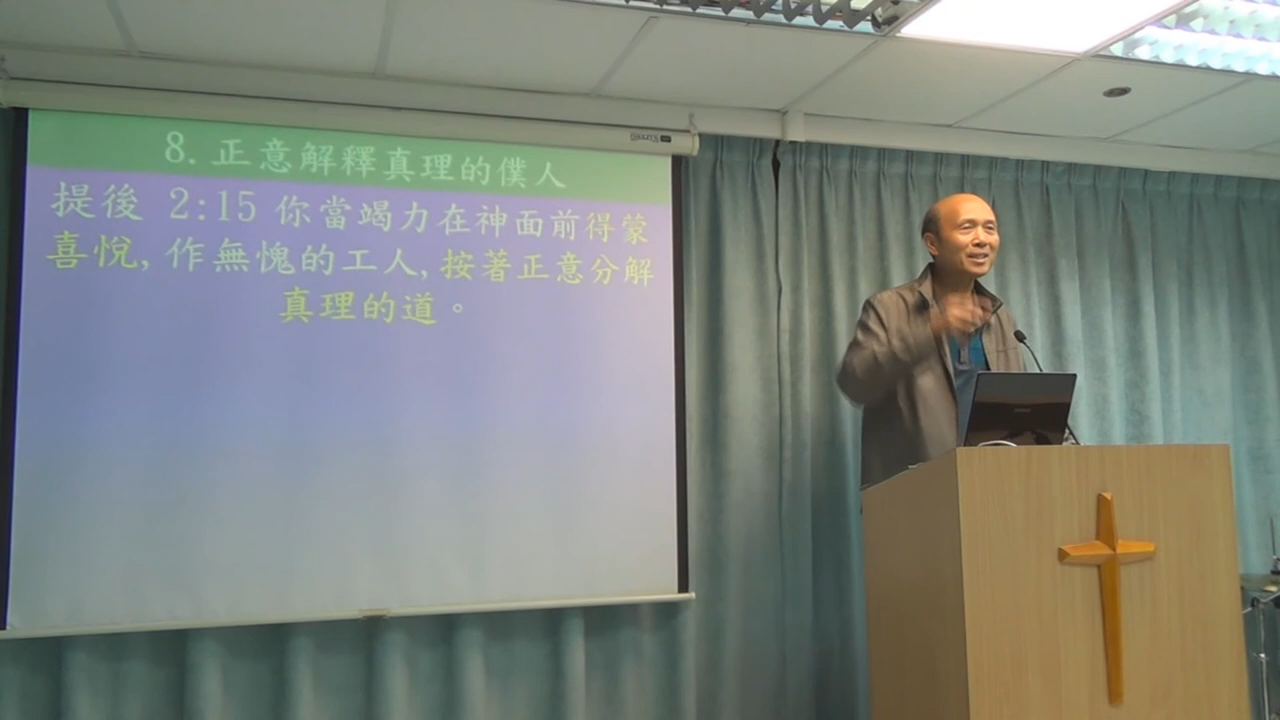 8. 正意解釋真理的僕人
提後 2:15 你當竭力在神面前得蒙
喜悅, 作無愧的工人, 按著正意分解
真理的道。